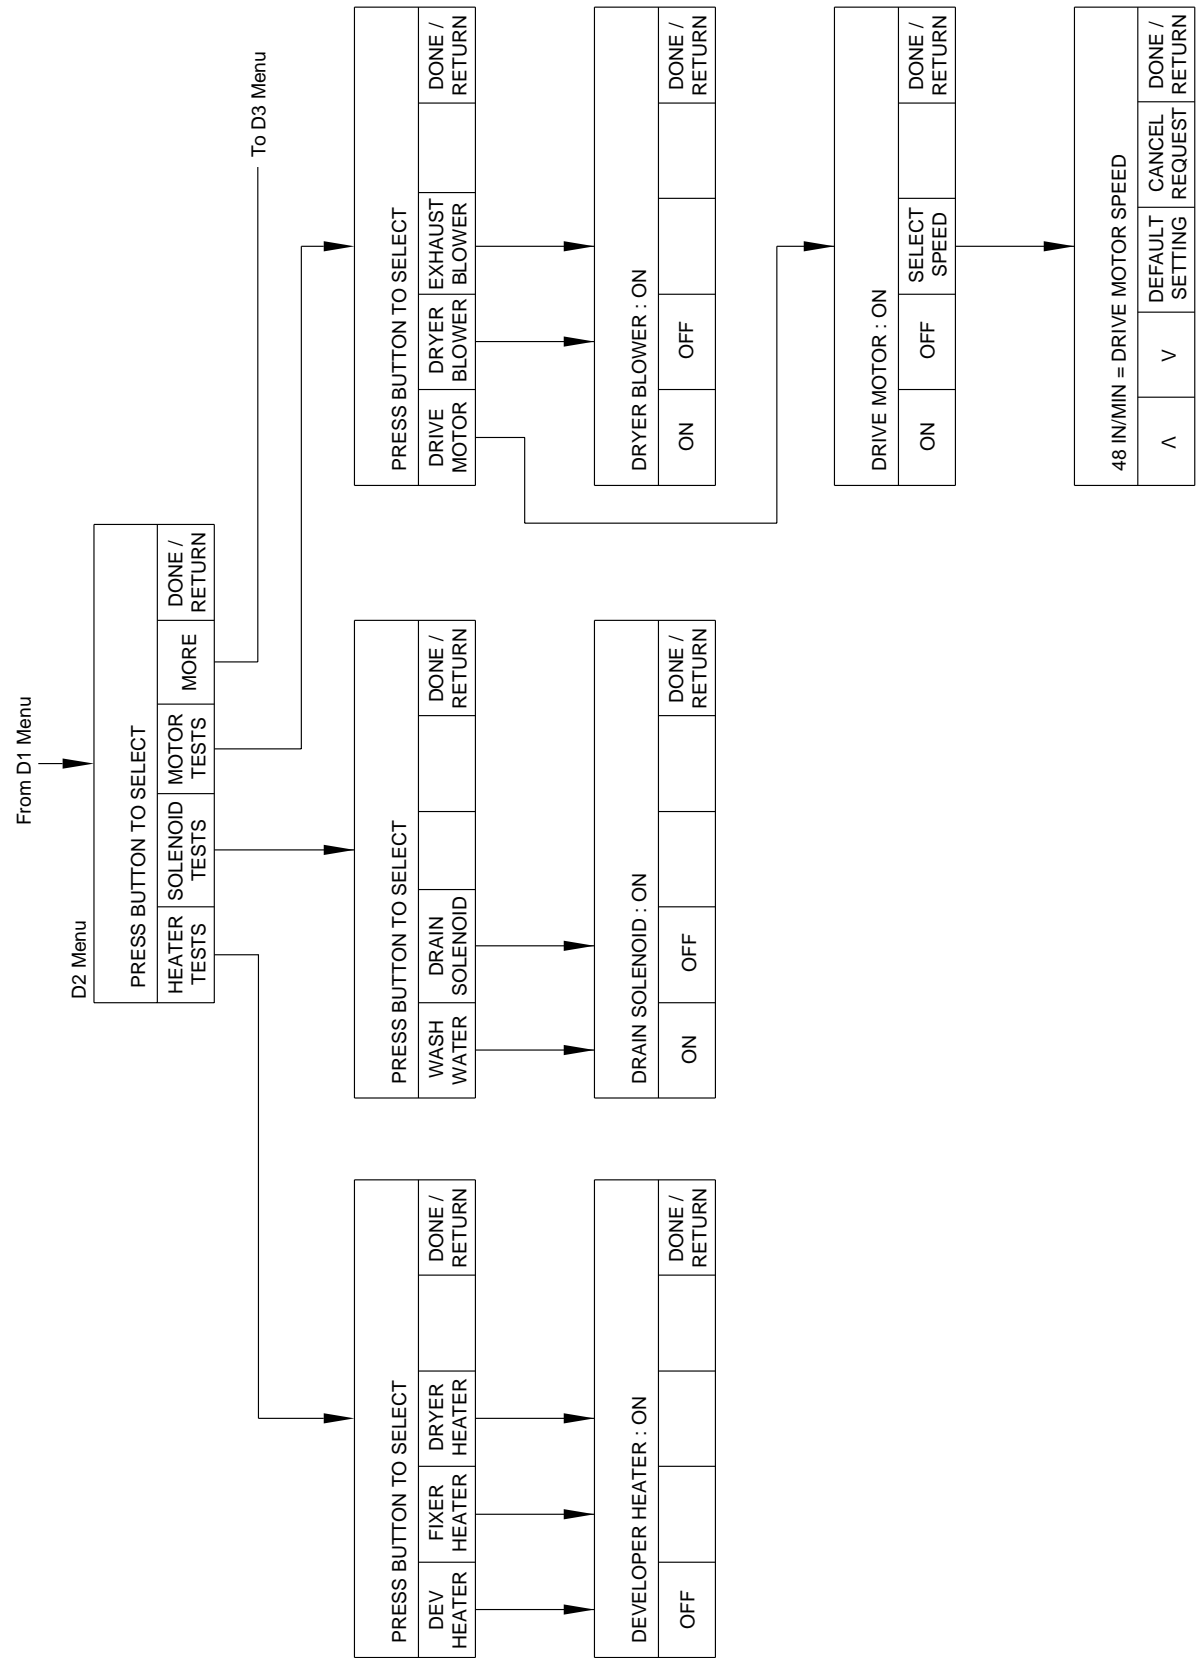 From D1 Menu
D2 Menu
PRESS BUTTON TO SELECT
HEATER
TESTS
SOLENOID
TESTS
MOTOR
TESTS
MORE
DONE /
RETURN
To D3 Menu
PRESS BUTTON TO SELECT
DEV
HEATER
FIXER
HEATER
DRYER
HEATER
DONE /
RETURN
PRESS BUTTON TO SELECT
WASH
WATER
DRAIN
SOLENOID
DONE /
RETURN
PRESS BUTTON TO SELECT
DRIVE
MOTOR
DRYER
BLOWER
EXHAUST
BLOWER
DONE /
RETURN
DEVELOPER HEATER : ON
OFF
DONE /
RETURN
DRAIN SOLENOID : ON
ON
OFF
DONE /
RETURN
DRYER BLOWER : ON
ON
OFF
DONE /
RETURN
DRIVE MOTOR : ON
ON
OFF
SELECT
SPEED
DONE /
RETURN
48 IN/MIN = DRIVE MOTOR SPEED
Λ
V
DEFAULT
SETTING
CANCEL
REQUEST
DONE /
RETURN